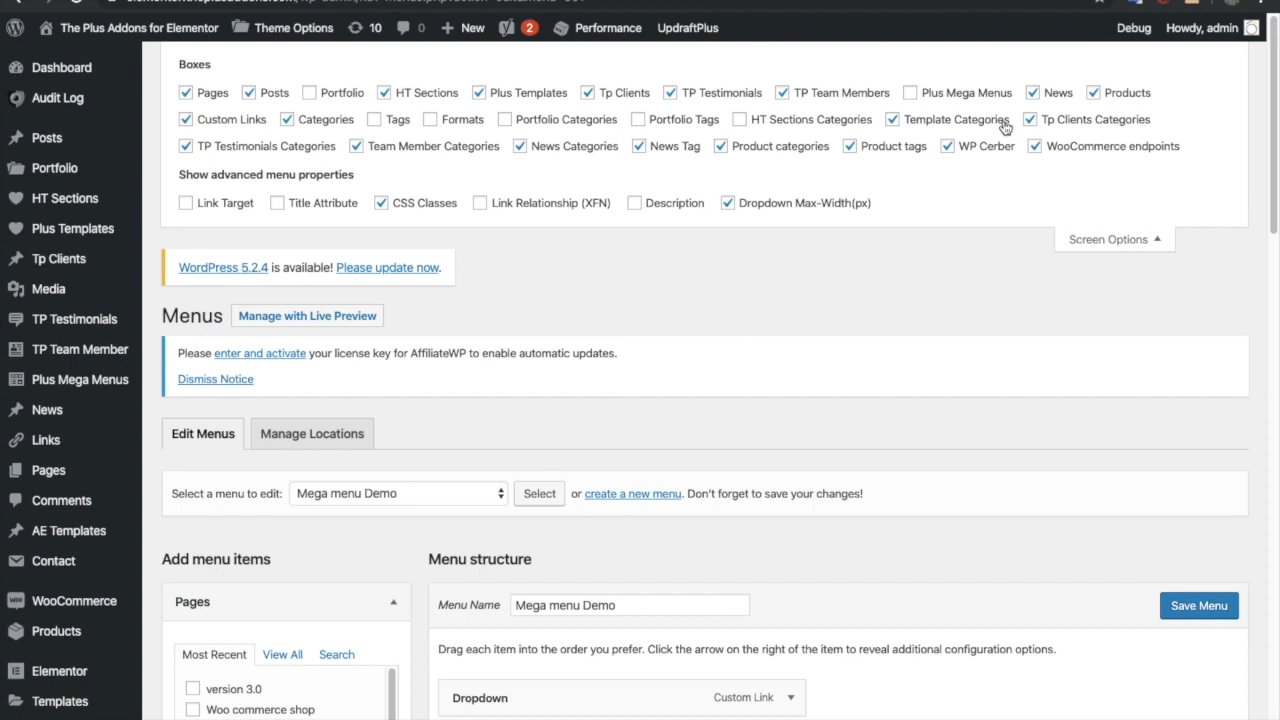 The Plus Addons for Elementor Theme Options 10 0 New 2 Performance UpdraftPlus Debug Howdy, admin
Dashboard
Audit Log
Posts
Portfolio
HT Sections
Plus Templates
Tp Clients
Media
TP Testimonials
TP Team Member
Plus Mega Menus
News
Links
Pages
Comments
AE Templates
Contact
WooCommerce
Products
Elementor
Templates
Boxes
Pages Posts Portfolio HT Sections Plus Templates Tp Clients TP Testimonials TP Team Members Plus Mega Menus News Products
Custom Links Categories Tags Formats Portfolio Categories Portfolio Tags HT Sections Categories Template Categories Tp Clients Categories
TP Testimonials Categories Team Member Categories News Categories News Tag Product categories Product tags WP Cerber WooCommerce endpoints
Show advanced menu properties
Link Target Title Attribute CSS Classes Link Relationship (XFN) Description Dropdown Max-Width(px)
Screen Options
WordPress 5.2.4 is available! Please update now.
Menus Manage with Live Preview
Please enter and activate your license key for AffiliateWP to enable automatic updates.
Dismiss Notice
Edit Menus Manage Locations
Select a menu to edit: Mega menu Demo Select or create a new menu. Don't forget to save your changes!
Add menu items
Pages
Most Recent View All Search
version 3.0
Woo commerce shop
Menu structure
Menu Name Mega menu Demo Save Menu
Drag each item into the order you prefer. Click the arrow on the right of the item to reveal additional configuration options.
Dropdown Custom Link